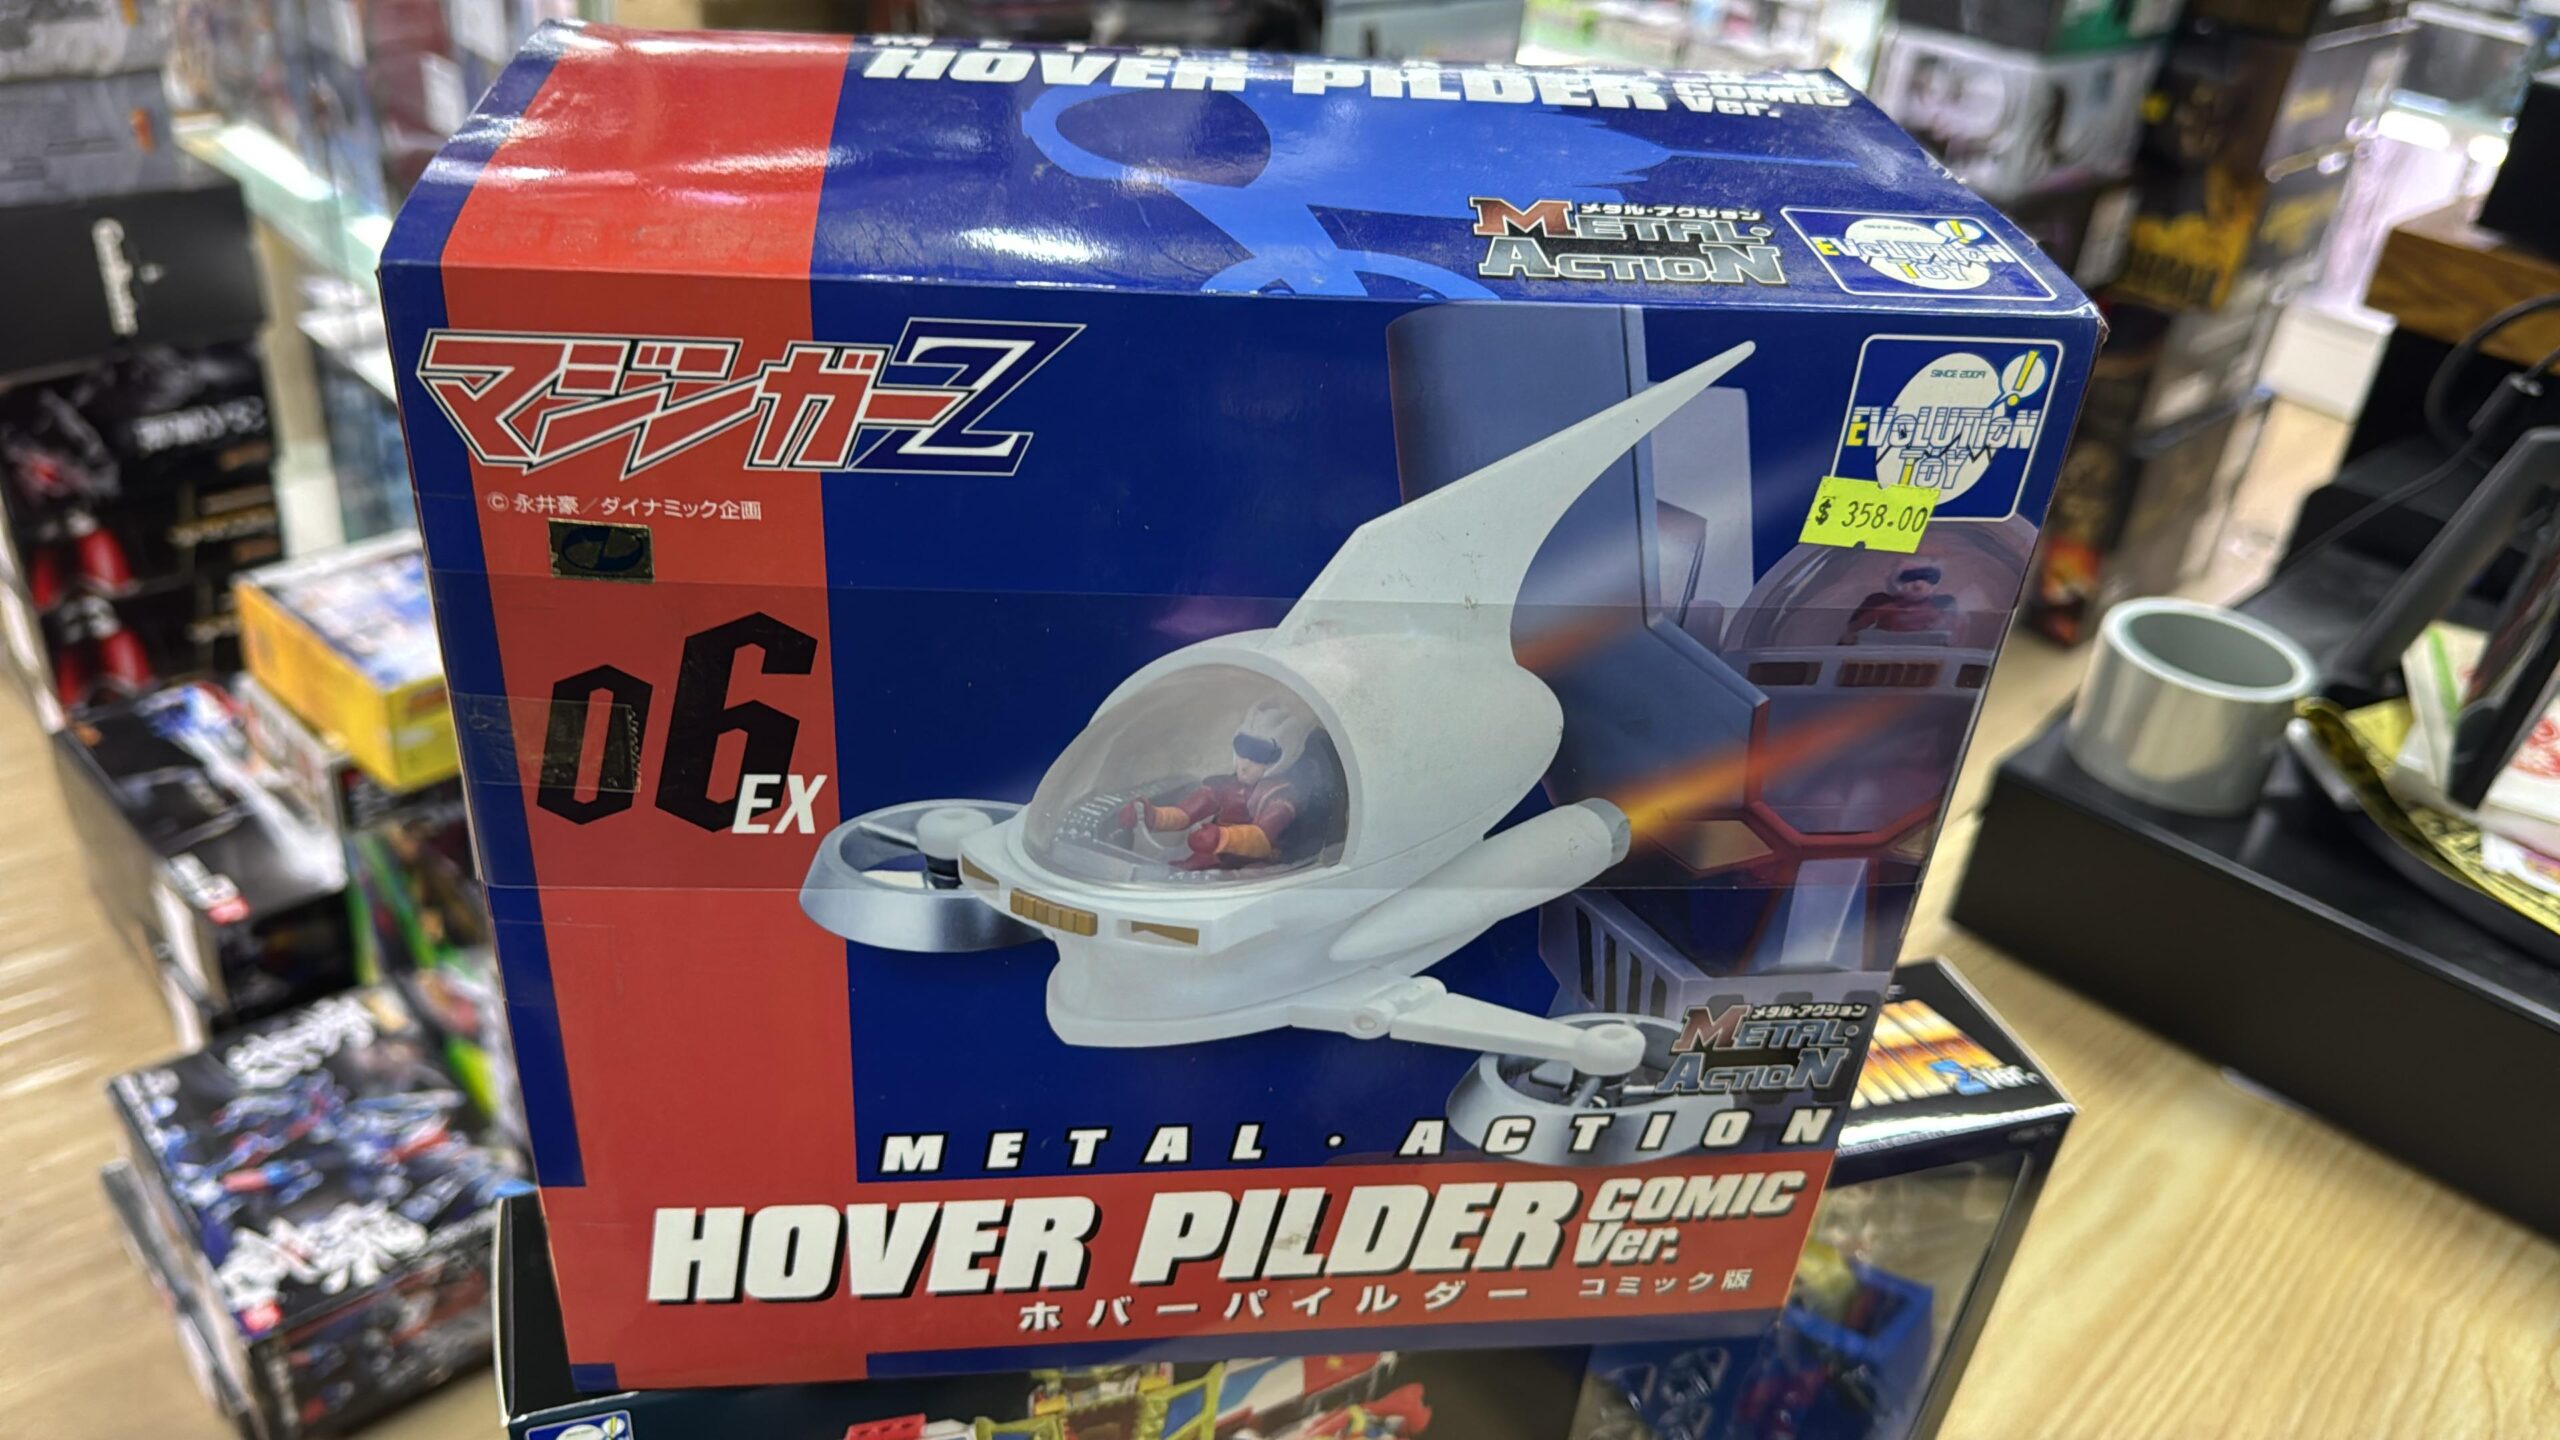 HOVER PILDER COMIC Ver.
メタル・アクション
METAL・ACTION
EVOLUTION!
TOY
マジンガーZ
© 永井豪／ダイナミック企画
SINCE 2009
EVOLUTION!
TOY
$ 358.00
06EX
メタル・アクション
METAL・ACTION
METAL・ACTION
HOVER PILDER COMIC Ver.
ホバーパイルダー コミック版
Ver.